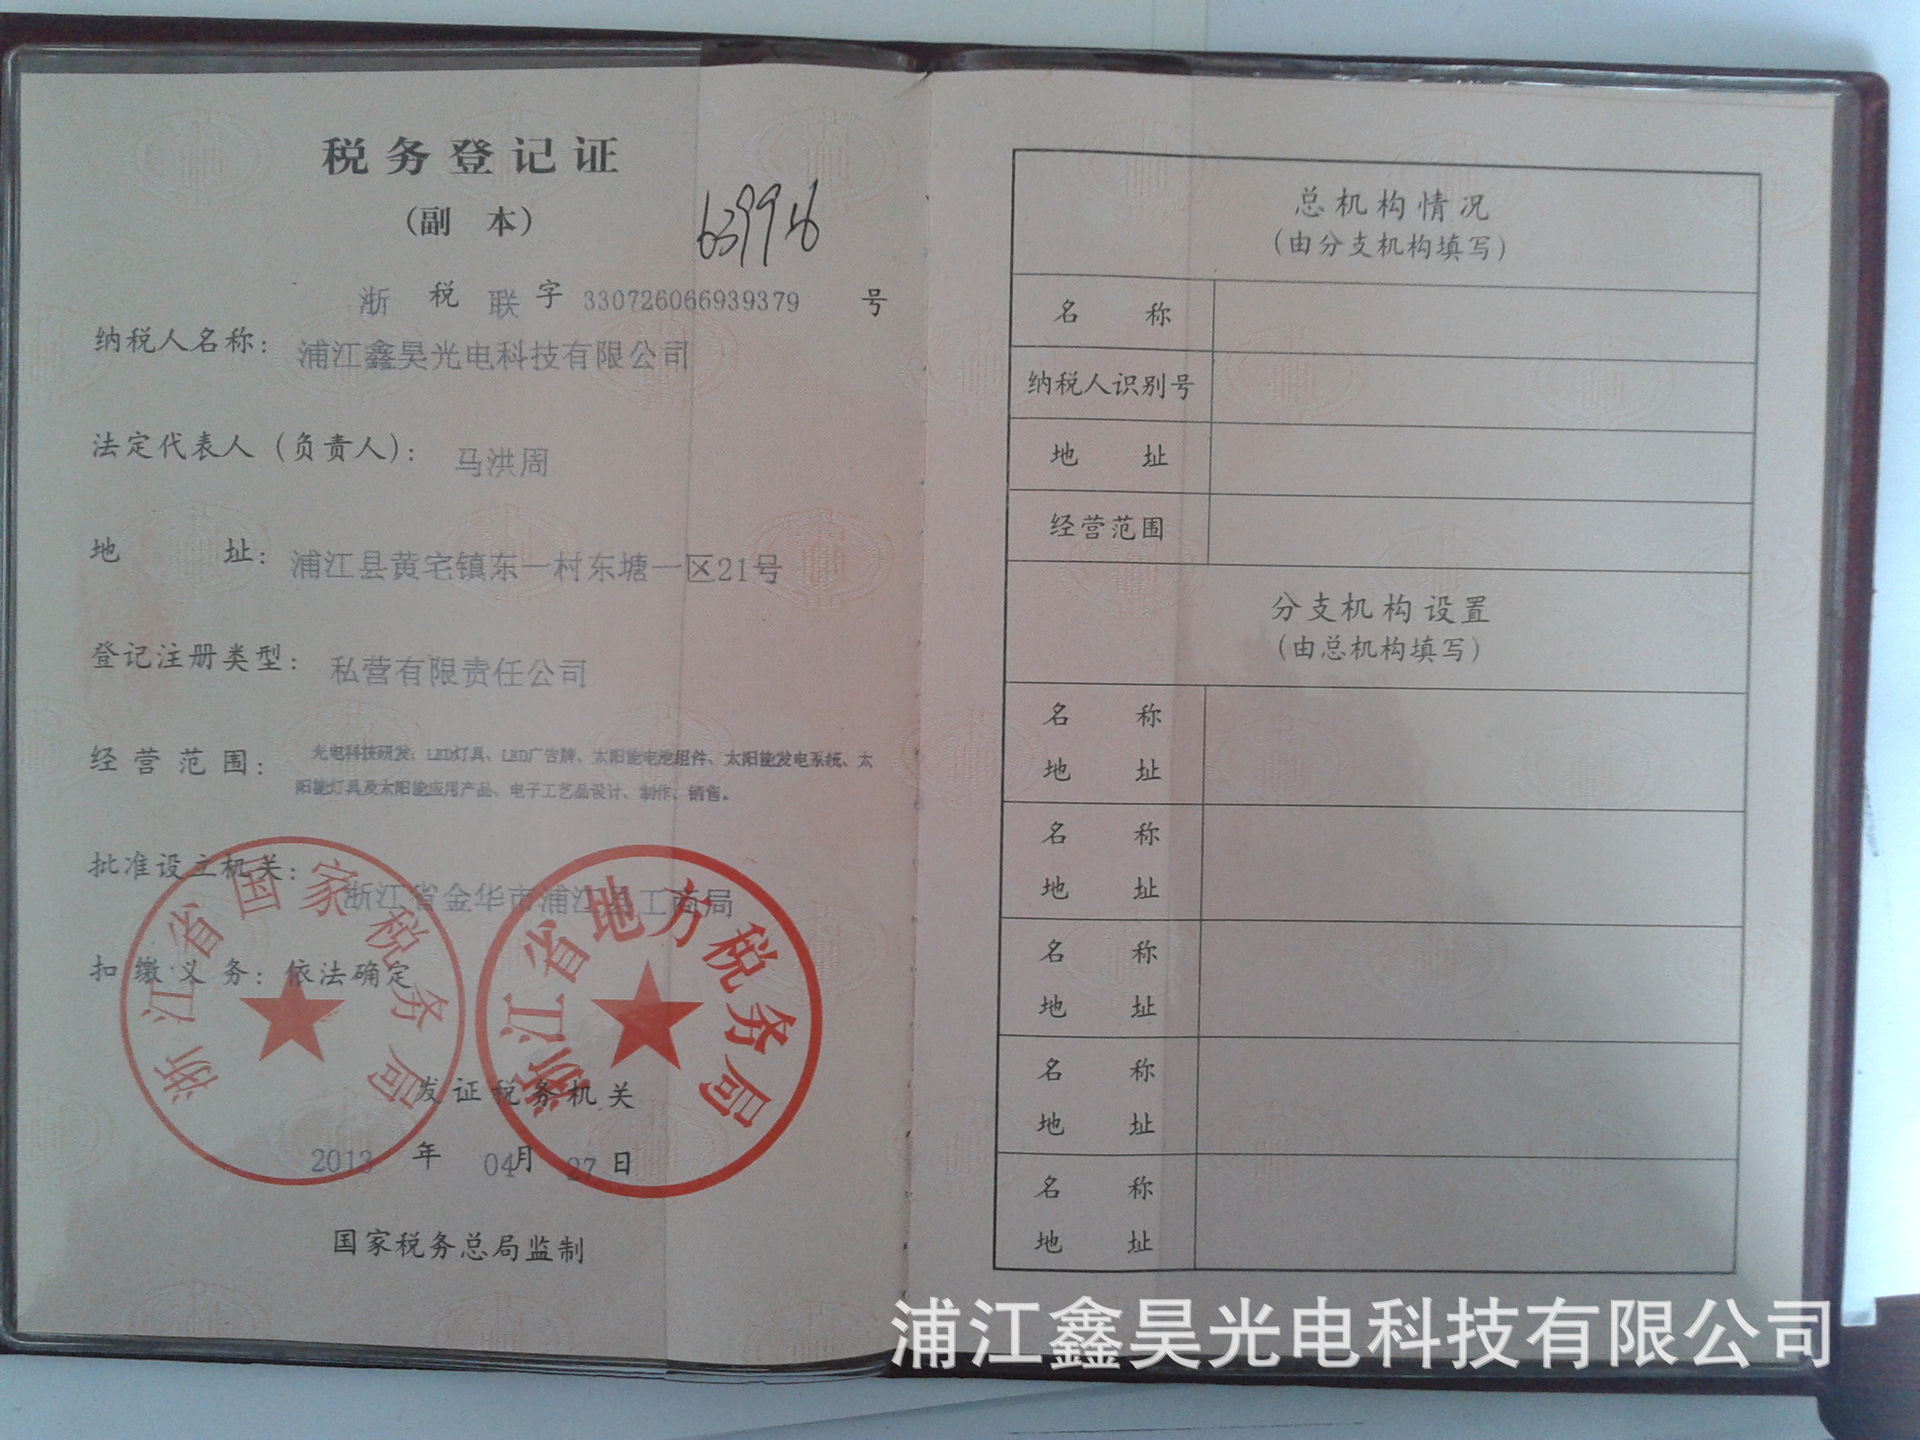 税务登记证
(副 本)
639916
浙 税 联 字 330726066939379 号
纳税人名称: 浦江鑫昊光电科技有限公司
法定代表人（负责人）: 马洪周
地 址: 浦江县黄宅镇东一村东塘一区21号
登记注册类型: 私营有限责任公司
经营范围: 光电科技研发；LED灯具、LED广告牌、太阳能电池组件、太阳能发电系统、太
阳能灯具及太阳能应用产品、电子工艺品设计、制作、销售。
批准设立机关: 浙江省金华市浦江县工商局
扣缴义务: 依法确定
浙江省国家税务局
浙江省地方税务局
发证税务机关
2013 年 04月 27 日
国家税务总局监制
总机构情况
(由分支机构填写)
名 称
纳税人识别号
地 址
经营范围
分支机构设置
(由总机构填写)
名 称
地 址
名 称
地 址
名 称
地 址
名 称
地 址
名 称
地 址
浦江鑫昊光电科技有限公司